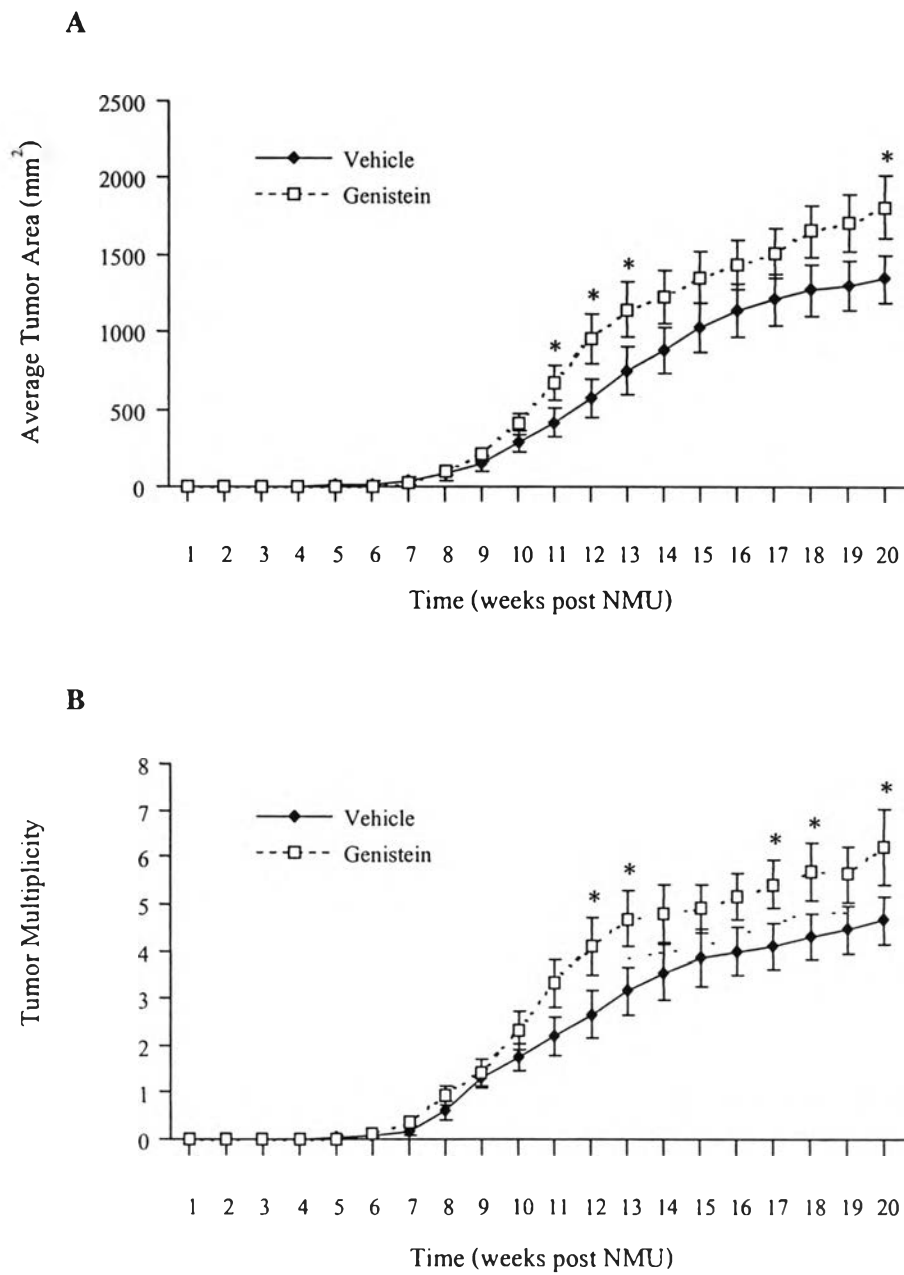 A
Average Tumor Area (mm²)
2500
2000
1500
1000
500
0
Vehicle
Genistein
*
*
*
*
1 2 3 4 5 6 7 8 9 10 11 12 13 14 15 16 17 18 19 20
Time (weeks post NMU)
B
Tumor Multiplicity
8
7
6
5
4
3
2
1
0
Vehicle
Genistein
*
*
*
*
*
1 2 3 4 5 6 7 8 9 10 11 12 13 14 15 16 17 18 19 20
Time (weeks post NMU)